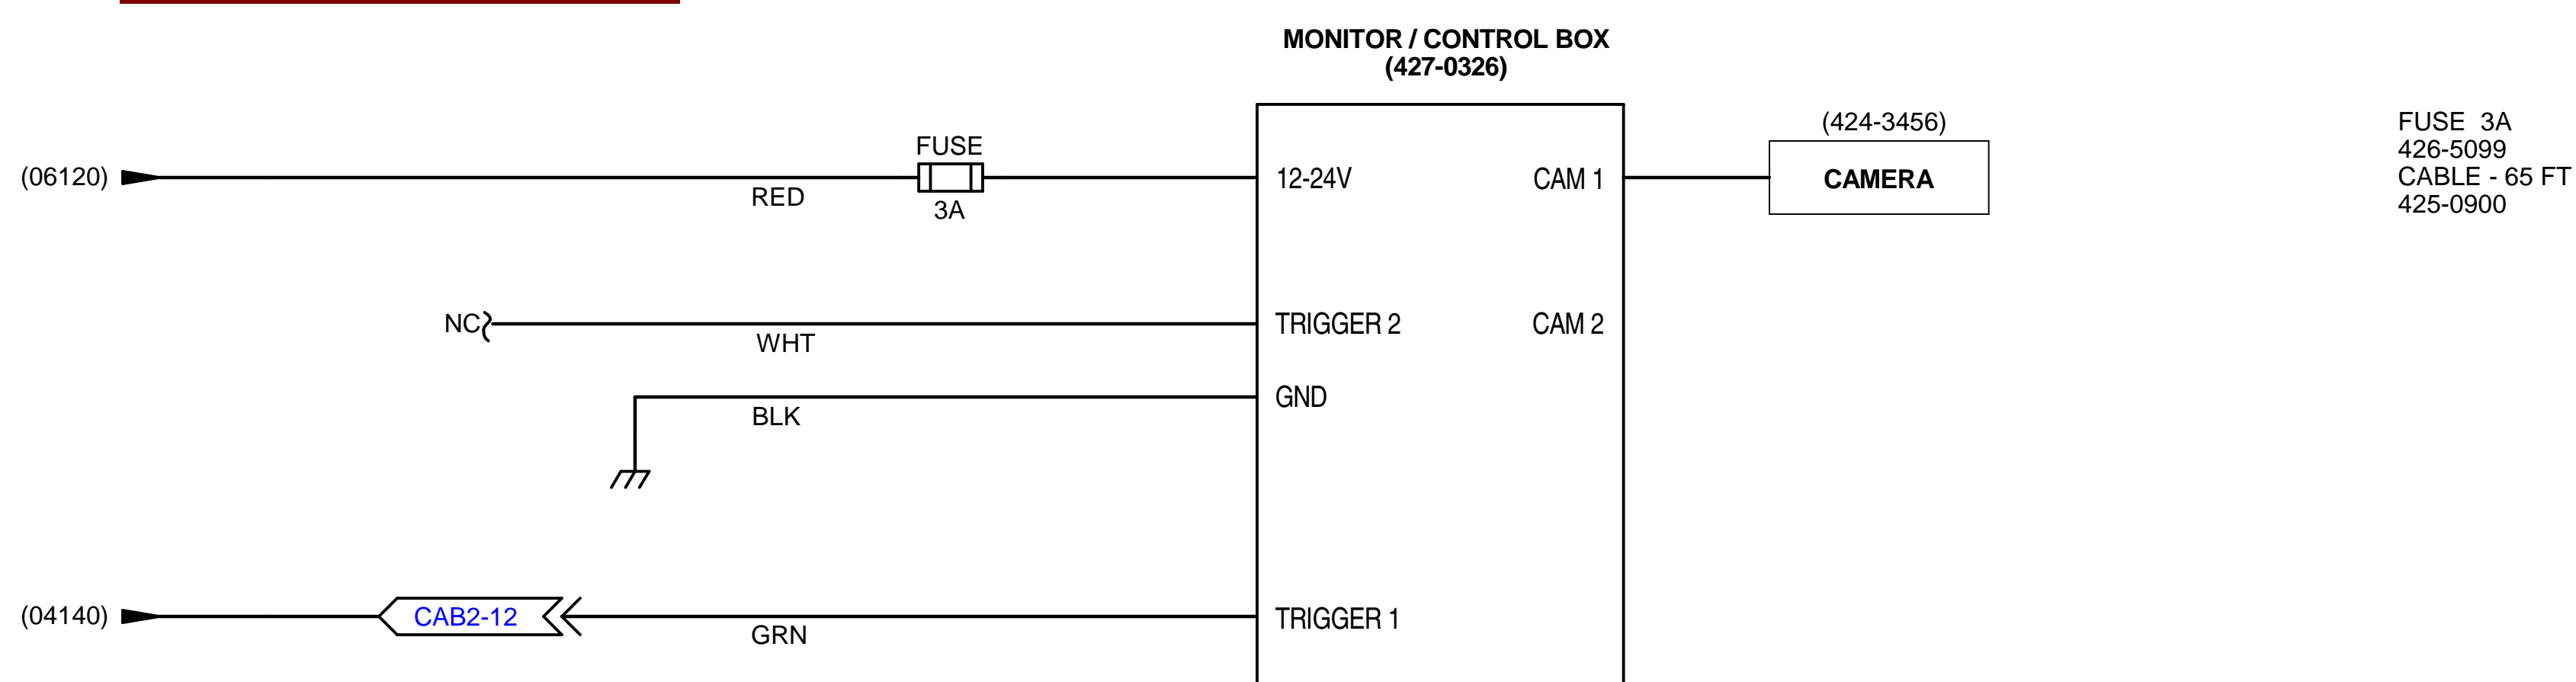 MONITOR / CONTROL BOX
(427-0326)
(424-3456)
FUSE 3A
426-5099
CABLE - 65 FT
425-0900
FUSE
(06120)
12-24V
CAM 1
CAMERA
RED
3A
NC
TRIGGER 2
CAM 2
WHT
GND
BLK
(04140)
CAB2-12
TRIGGER 1
GRN